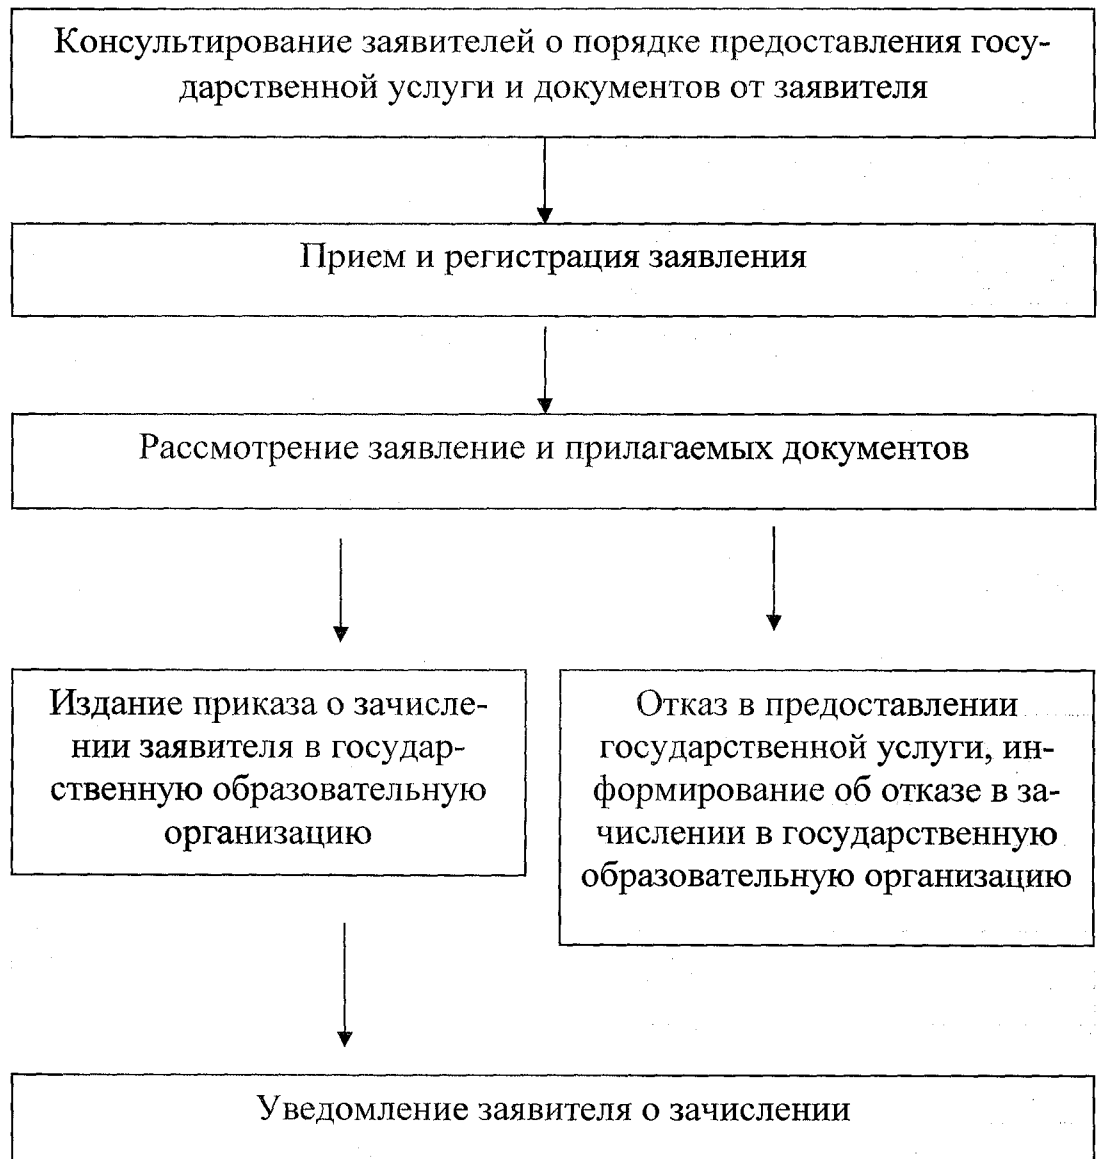 Консультирование заявителей о порядке предоставления госу-
дарственной услуги и документов от заявителя
Прием и регистрация заявления
Рассмотрение заявление и прилагаемых документов
Издание приказа о зачисле-
нии заявителя в государ-
ственную образовательную
организацию
Отказ в предоставлении
государственной услуги, ин-
формирование об отказе в за-
числении в государственную
образовательную организацию
Уведомление заявителя о зачислении